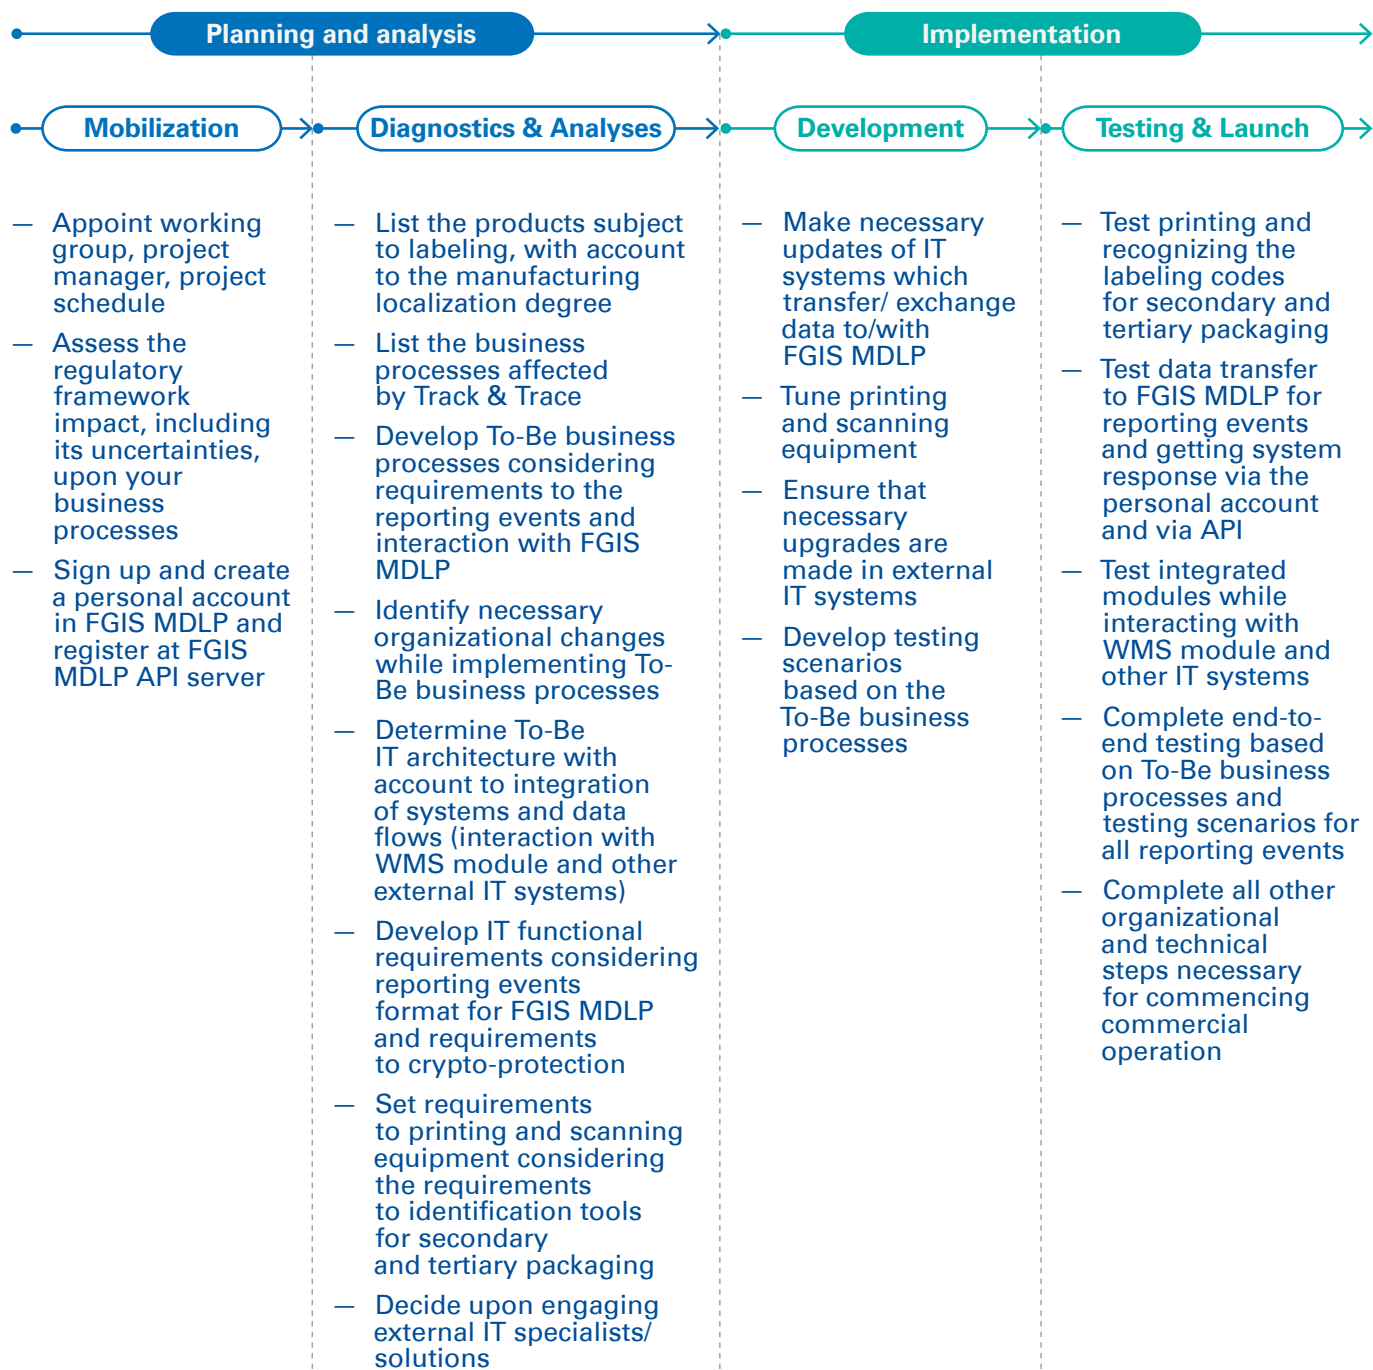 Planning and analysis
Implementation
Mobilization
Diagnostics & Analyses
Development
Testing & Launch
— Appoint working
group, project
manager, project
schedule
— Assess the
regulatory
framework
impact, including
its uncertainties,
upon your
business
processes
— Sign up and create
a personal account
in FGIS MDLP and
register at FGIS
MDLP API server
— List the products subject
to labeling, with account
to the manufacturing
localization degree
— List the business
processes affected
by Track & Trace
— Develop To-Be business
processes considering
requirements to the
reporting events and
interaction with FGIS
MDLP
— Identify necessary
organizational changes
while implementing To-
Be business processes
— Determine To-Be
IT architecture with
account to integration
of systems and data
flows (interaction with
WMS module and other
external IT systems)
— Develop IT functional
requirements considering
reporting events
format for FGIS MDLP
and requirements
to crypto-protection
— Set requirements
to printing and scanning
equipment considering
the requirements
to identification tools
for secondary
and tertiary packaging
— Decide upon engaging
external IT specialists/
solutions
— Make necessary
updates of IT
systems which
transfer/ exchange
data to/with
FGIS MDLP
— Tune printing
and scanning
equipment
— Ensure that
necessary
upgrades are
made in external
IT systems
— Develop testing
scenarios
based on the
To-Be business
processes
— Test printing and
recognizing the
labeling codes
for secondary and
tertiary packaging
— Test data transfer
to FGIS MDLP for
reporting events
and getting system
response via the
personal account
and via API
— Test integrated
modules while
interacting with
WMS module and
other IT systems
— Complete end-to-
end testing based
on To-Be business
processes and
testing scenarios for
all reporting events
— Complete all other
organizational
and technical
steps necessary
for commencing
commercial
operation